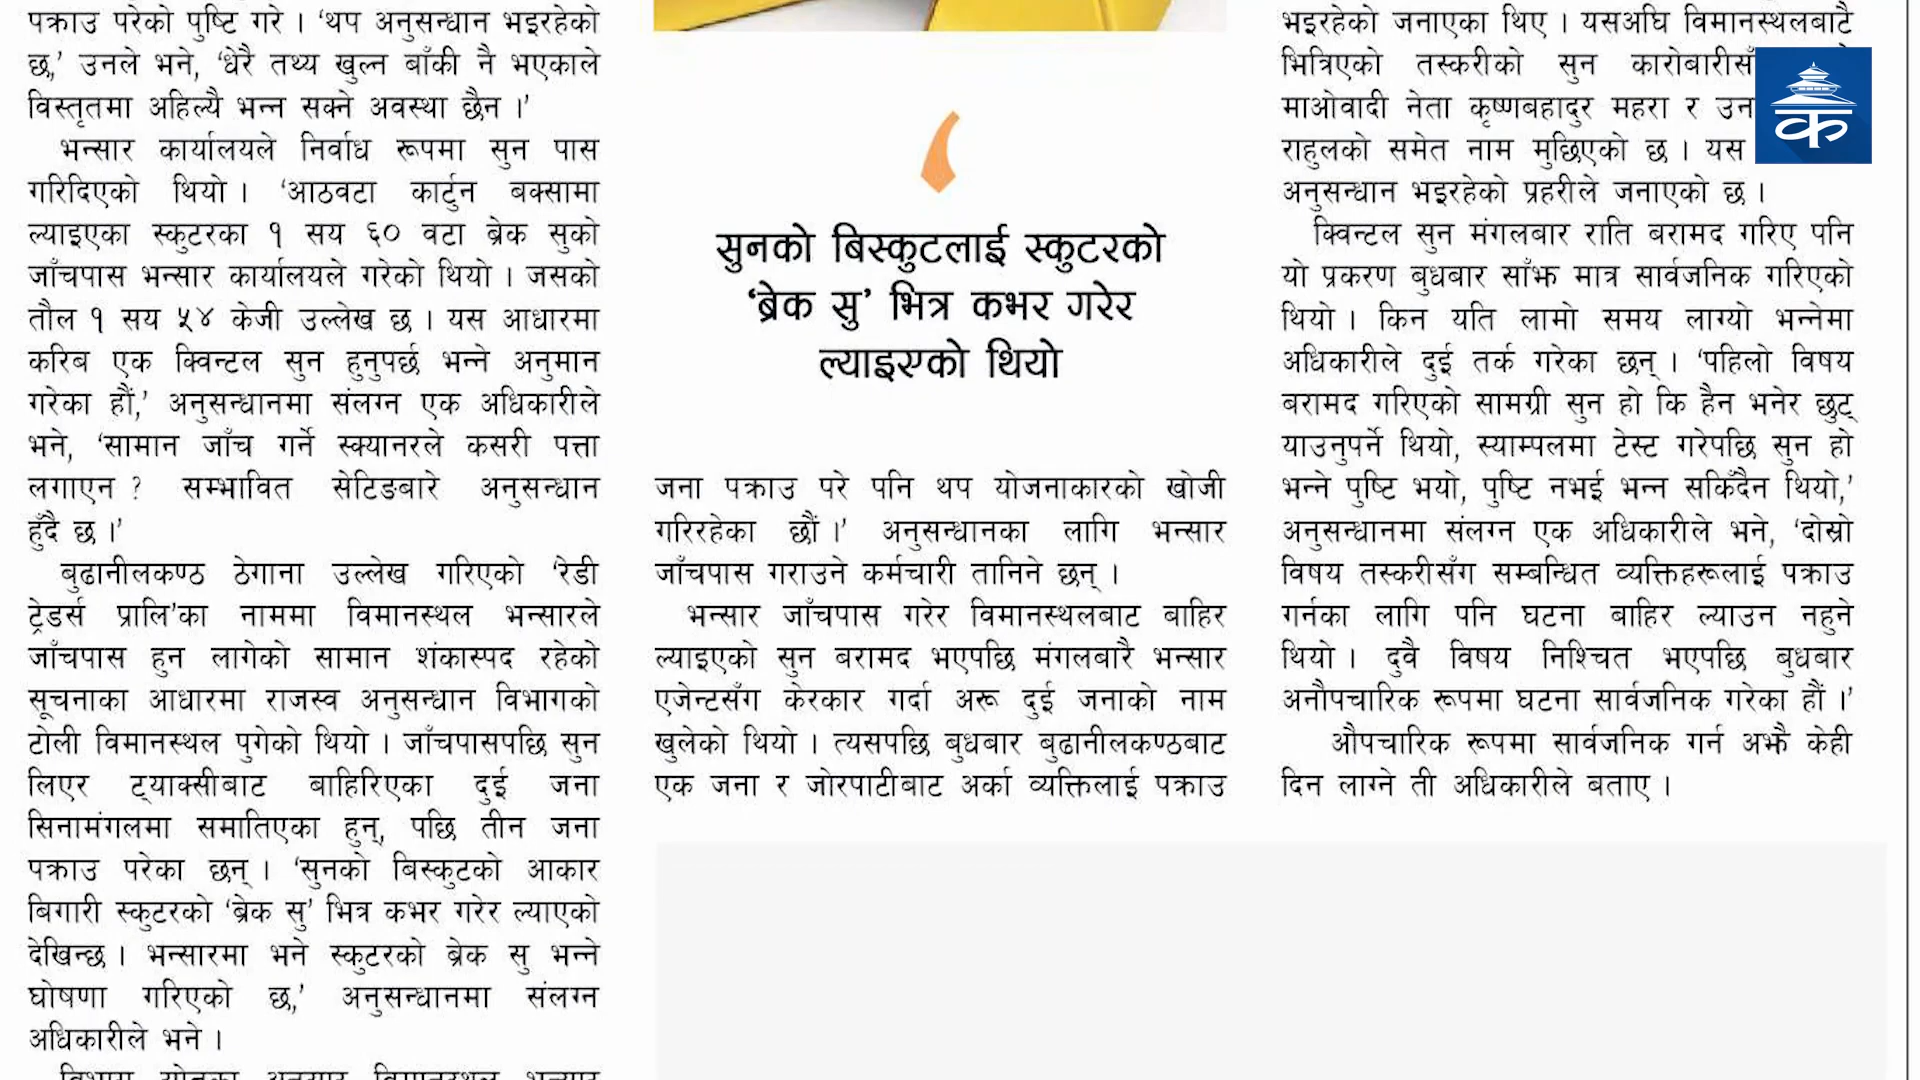 पक्राउ परेको पुष्टि गरे । ‘थप अनुसन्धान भइरहेको
छ,’ उनले भने, ‘धेरै तथ्य खुल्न बाँकी नै भएकाले
विस्तृतमा अहिल्यै भन्न सक्ने अवस्था छैन ।’
भन्सार कार्यालयले निर्वाध रूपमा सुन पास
गरिदिएको थियो । ‘आठवटा कार्टुन बक्सामा
ल्याइएका स्कुटरका १ सय ६० वटा ब्रेक सुको
जाँचपास भन्सार कार्यालयले गरेको थियो । जसको
तौल १ सय ५४ केजी उल्लेख छ । यस आधारमा
करिब एक क्विन्टल सुन हुनुपर्छ भन्ने अनुमान
गरेका हौं,’ अनुसन्धानमा संलग्न एक अधिकारीले
भने, ‘सामान जाँच गर्ने स्क्यानरले कसरी पत्ता
लगाएन ? सम्भावित सेटिङबारे अनुसन्धान
हुँदै छ ।’
बुढानीलकण्ठ ठेगाना उल्लेख गरिएको ‘रेडी
ट्रेडर्स प्रालि’का नाममा विमानस्थल भन्सारले
जाँचपास हुन लागेको सामान शंकास्पद रहेको
सूचनाका आधारमा राजस्व अनुसन्धान विभागको
टोली विमानस्थल पुगेको थियो । जाँचपासपछि सुन
लिएर ट्याक्सीबाट बाहिरिएका दुई जना
सिनामंगलमा समातिएका हुन्, पछि तीन जना
पक्राउ परेका छन् । ‘सुनको बिस्कुटको आकार
बिगारी स्कुटरको ‘ब्रेक सु’ भित्र कभर गरेर ल्याएको
देखिन्छ । भन्सारमा भने स्कुटरको ब्रेक सु भन्ने
घोषणा गरिएको छ,’ अनुसन्धानमा संलग्न
अधिकारीले भने ।
‘
सुनको बिस्कुटलाई स्कुटरको
‘ब्रेक सु’ भित्र कभर गरेर
ल्याइएको थियो
जना पक्राउ परे पनि थप योजनाकारको खोजी
गरिरहेका छौं ।’ अनुसन्धानका लागि भन्सार
जाँचपास गराउने कर्मचारी तानिने छन् ।
भन्सार जाँचपास गरेर विमानस्थलबाट बाहिर
ल्याइएको सुन बरामद भएपछि मंगलबारै भन्सार
एजेन्टसँग केरकार गर्दा अरू दुई जनाको नाम
खुलेको थियो । त्यसपछि बुधबार बुढानीलकण्ठबाट
एक जना र जोरपाटीबाट अर्का व्यक्तिलाई पक्राउ
भइरहेको जनाएका थिए । यसअघि विमानस्थलबाटै
भित्रिएको तस्करीको सुन
माओवादी नेता कृष्णबहादुर महरा र
राहुलको समेत नाम मुछिएको छ । यस
अनुसन्धान भइरहेको प्रहरीले जनाएको छ ।
क्विन्टल सुन मंगलबार राति बरामद गरिए पनि
यो प्रकरण बुधबार साँझ मात्र सार्वजनिक गरिएको
थियो । किन यति लामो समय लाग्यो भन्नेमा
अधिकारीले दुई तर्क गरेका छन् । ‘पहिलो विषय
बरामद गरिएको सामग्री सुन हो कि हैन भनेर छुट्
याउनुपर्ने थियो, स्याम्पलमा टेस्ट गरेपछि सुन हो
भन्ने पुष्टि भयो, पुष्टि नभई भन्न सकिँदैन थियो,’
अनुसन्धानमा संलग्न एक अधिकारीले भने, ‘दोस्रो
विषय तस्करीसँग सम्बन्धित व्यक्तिहरूलाई पक्राउ
गर्नका लागि पनि घटना बाहिर ल्याउन नहुने
थियो । दुवै विषय निश्चित भएपछि बुधबार
अनौपचारिक रूपमा घटना सार्वजनिक गरेका हौं ।’
औपचारिक रूपमा सार्वजनिक गर्न अझै केही
दिन लाग्ने ती अधिकारीले बताए ।
क